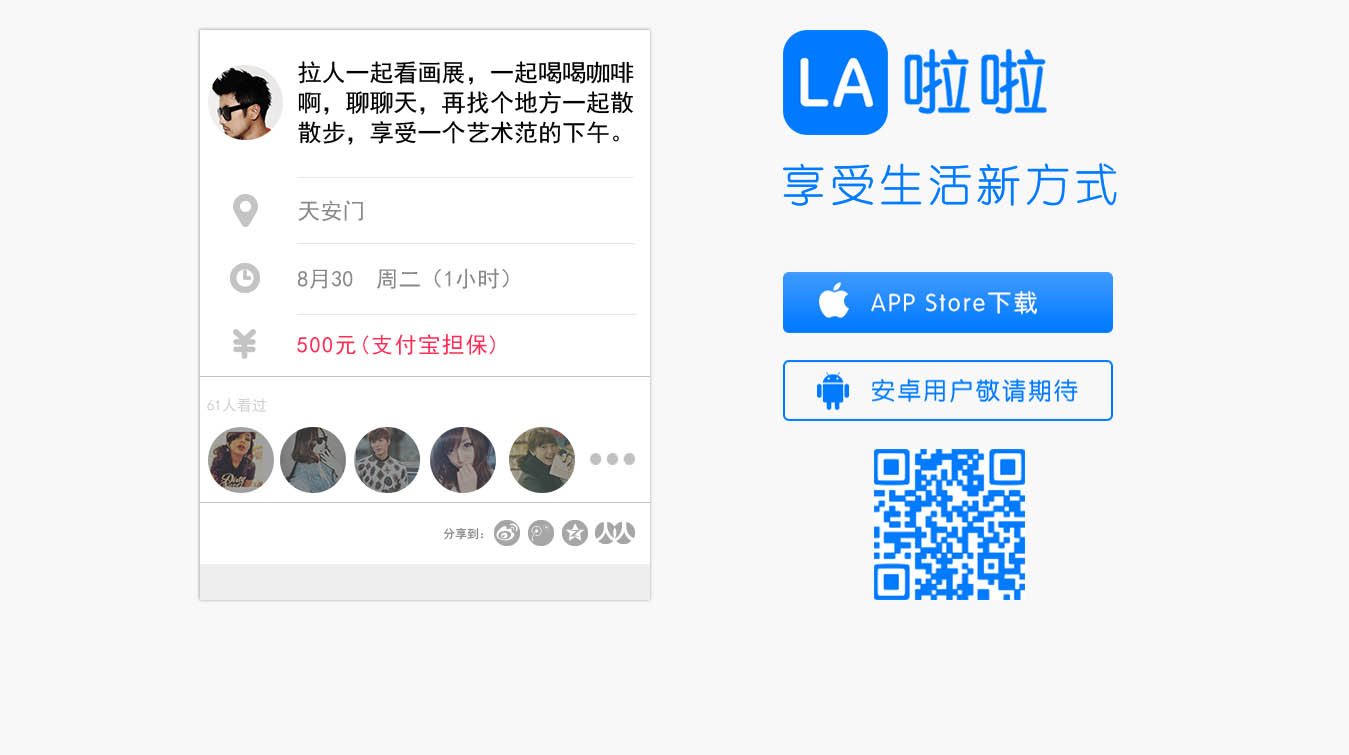 拉人一起看画展，一起喝喝咖啡
啊，聊聊天，再找个地方一起散
散步，享受一个艺术范的下午。
天安门
8月30 周二（1小时）
500元(支付宝担保)
61人看过
分享到：
LA 啦啦
享受生活新方式
APP Store下载
安卓用户敬请期待